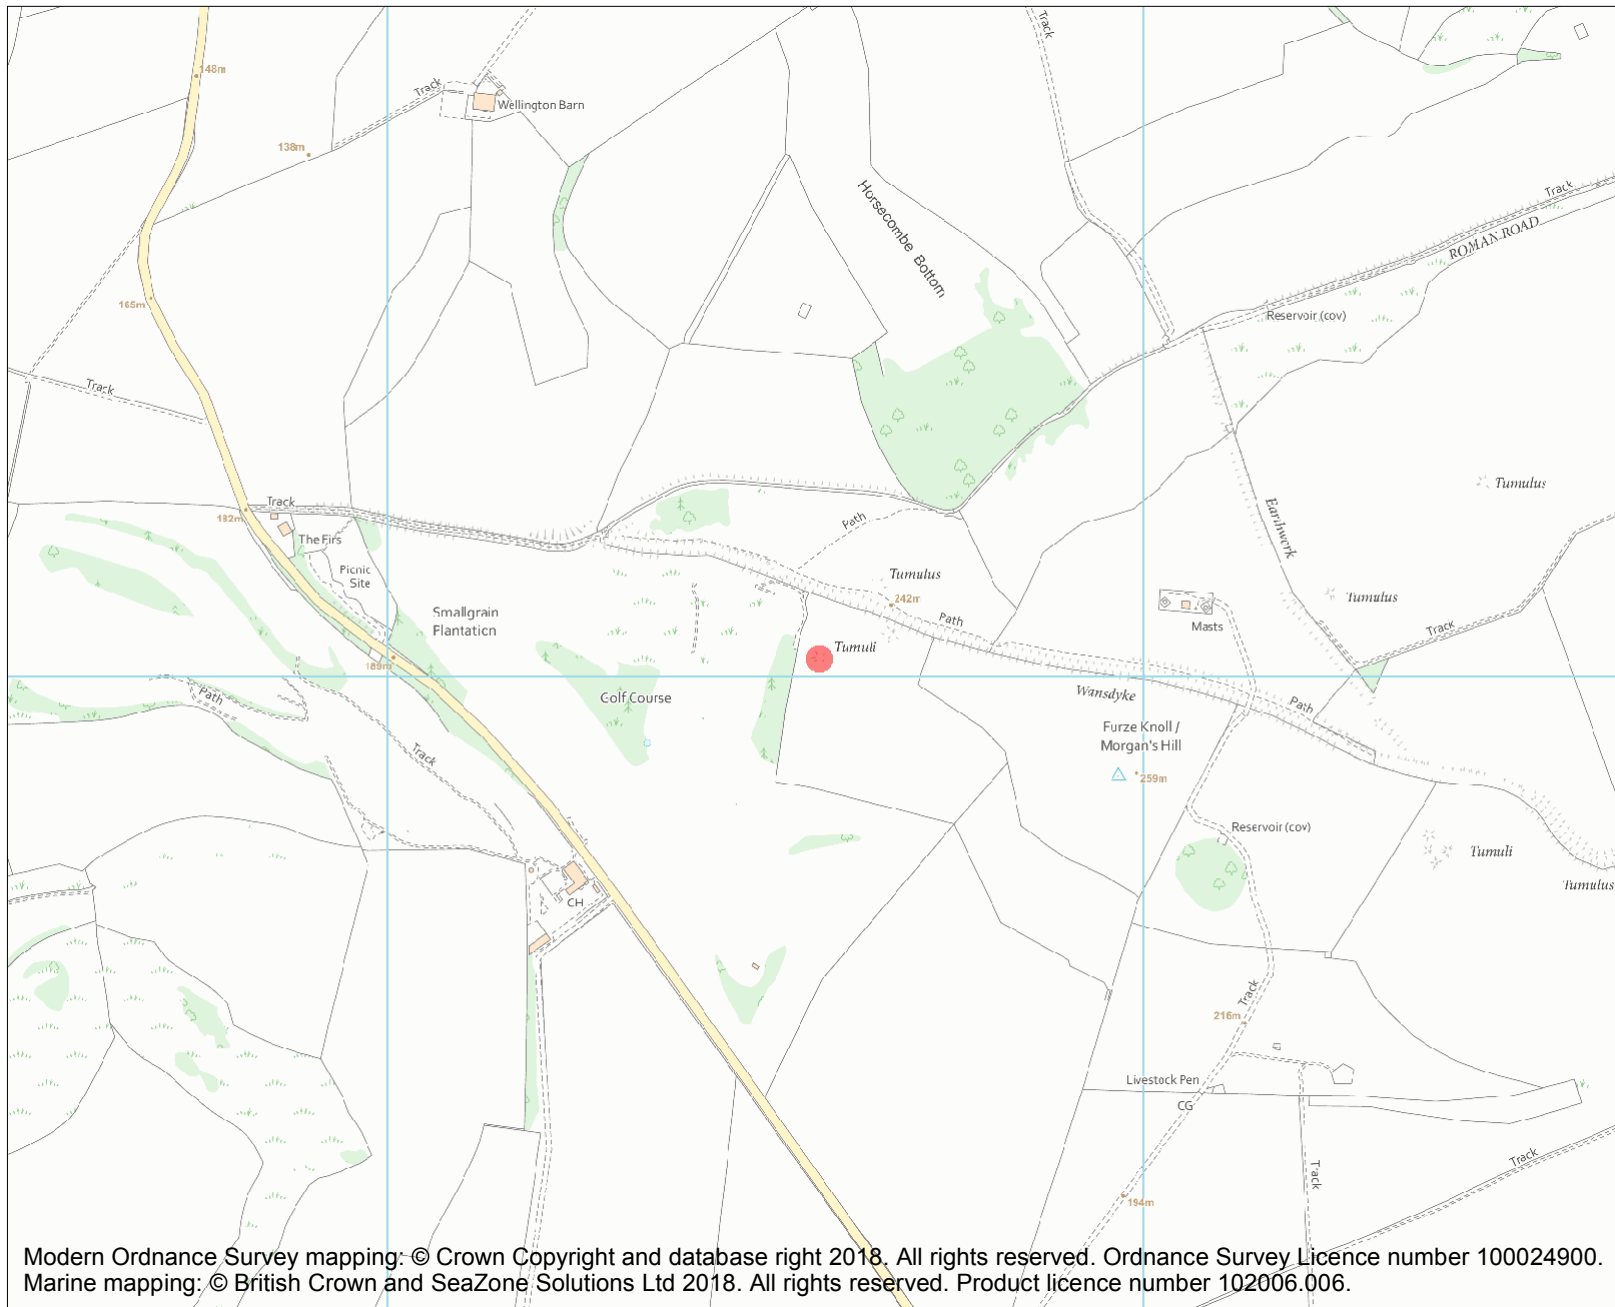 148m
Track
Track
Wellington Barn
138m
Horsecombe Bottom
Track
ROMAN ROAD
165m
Reservoir (cov)
Track
Tumulus
Earthwork
Track
182m
The Firs
Path
Picnic
Site
Tumulus
242m
Tumulus
Smallgrain
Plantation
Path
Masts
Track
Tumuli
189m
Path
Golf Course
Wansdyke
Path
Furze Knoll /
Morgan's Hill
259m
Track
Reservoir (cov)
Tumuli
Tumulus
CH
Track
216m
Livestock Pen
CG
Track
Track
194m
Modern Ordnance Survey mapping: © Crown Copyright and database right 2018. All rights reserved. Ordnance Survey Licence number 100024900.
Marine mapping: © British Crown and SeaZone Solutions Ltd 2018. All rights reserved. Product licence number 102006.006.